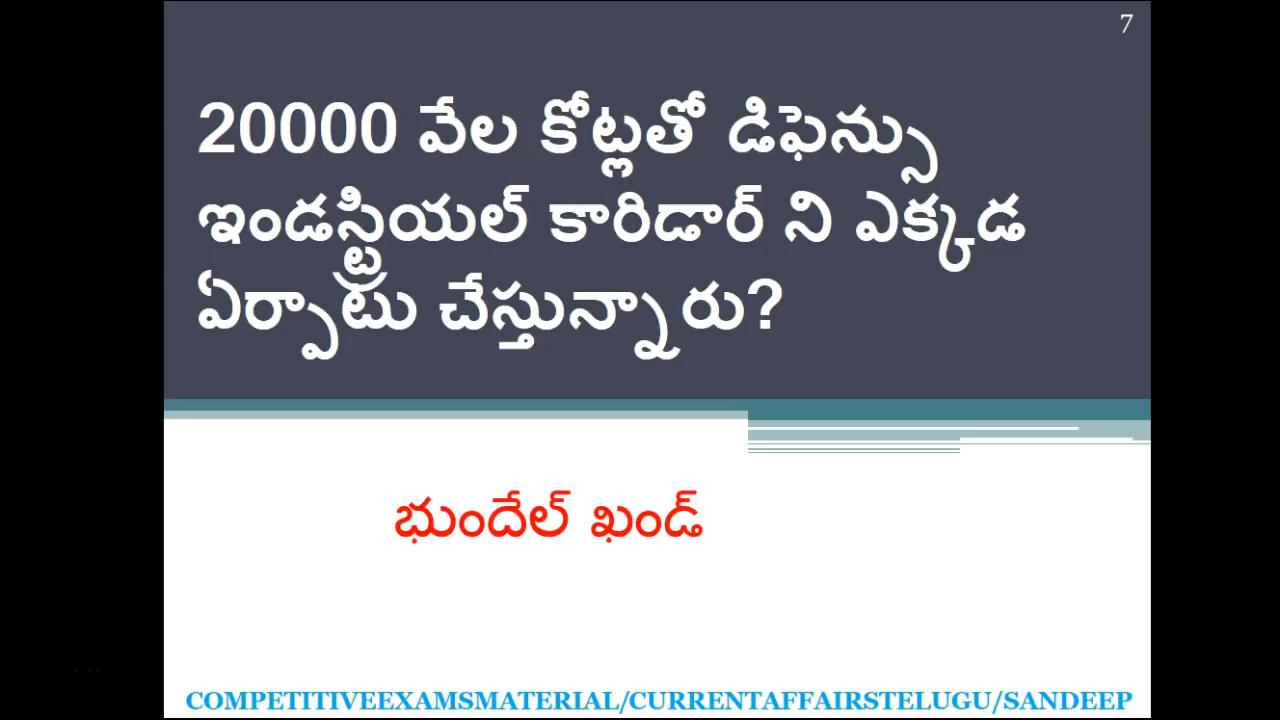 7
20000 వేల కోట్లతో డిఫెన్సు
ఇండస్ట్రియల్ కారిడార్ ని ఎక్కడ
ఏర్పాటు చేస్తున్నారు?
భుందేల్ ఖండ్
COMPETITIVEEXAMSMATERIAL/CURRENTAFFAIRSTELUGU/SANDEEP